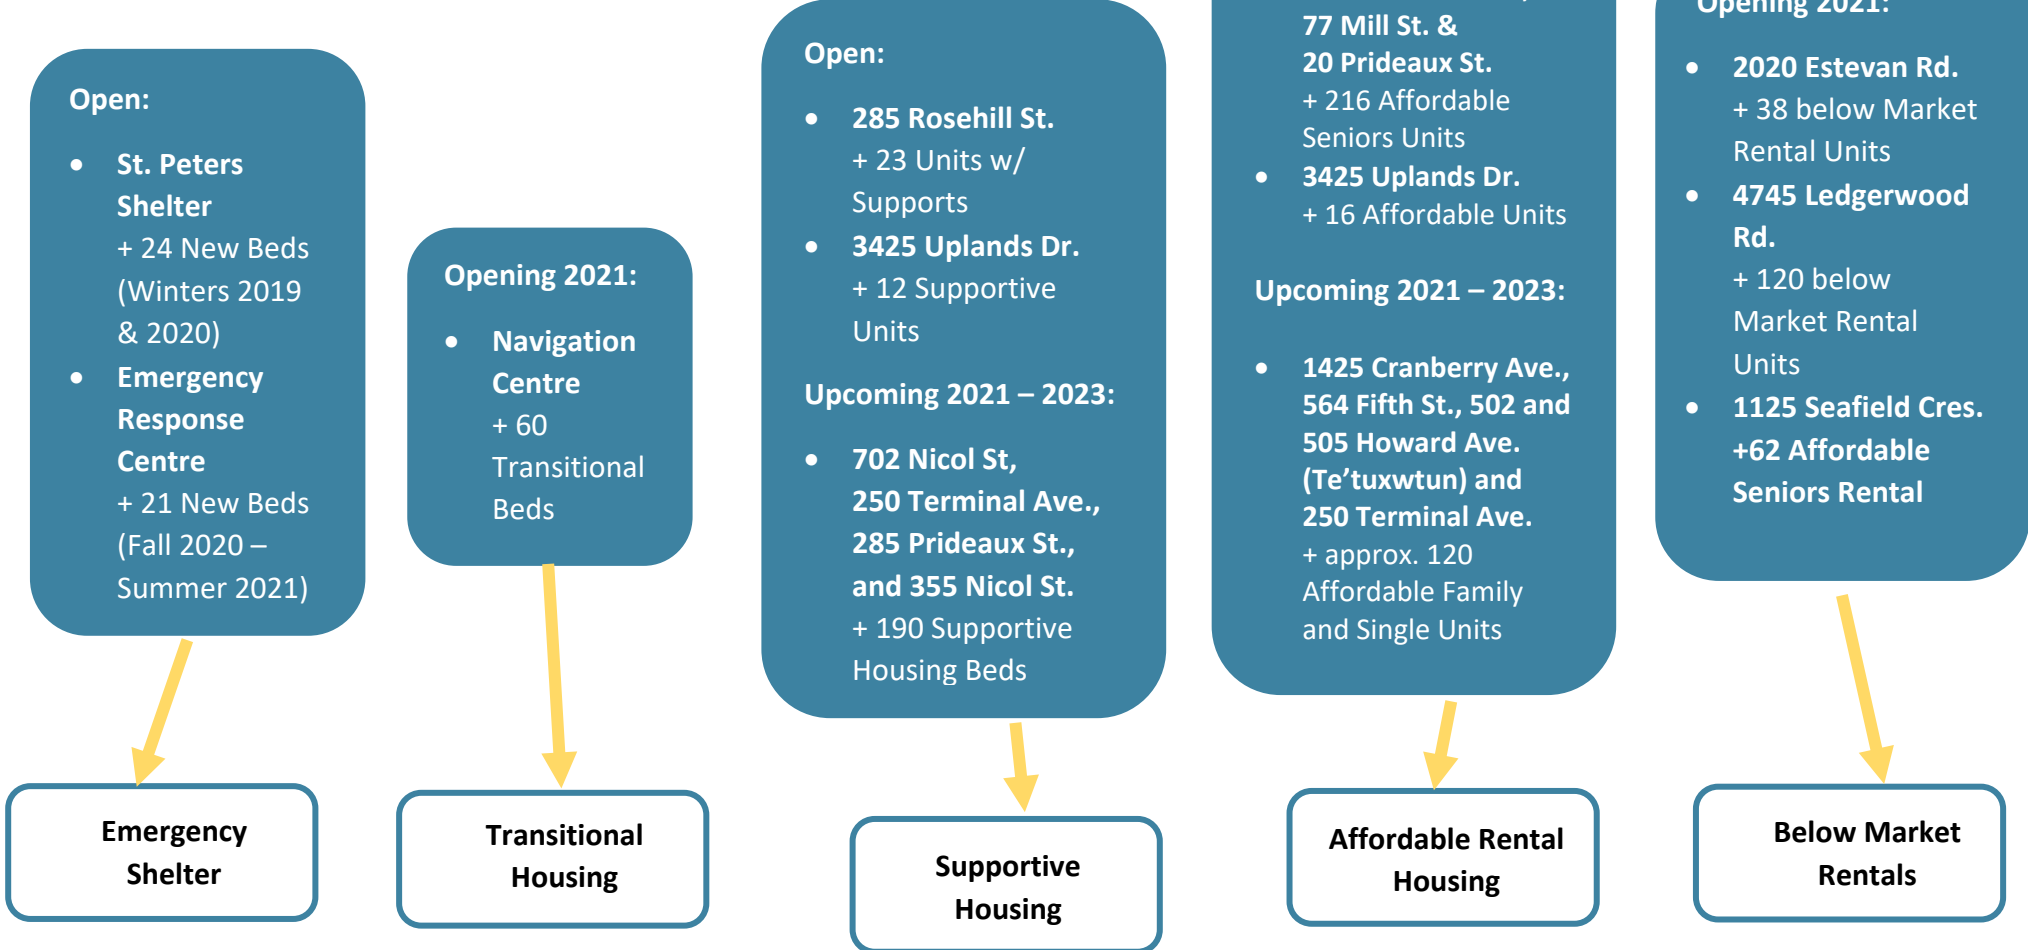 Open:
• St. Peters
Shelter
+ 24 New Beds
(Winters 2019
& 2020)
• Emergency
Response
Centre
+ 21 New Beds
(Fall 2020 –
Summer 2021)
Emergency
Shelter
Opening 2021:
• Navigation
Centre
+ 60
Transitional
Beds
Transitional
Housing
Open:
• 285 Rosehill St.
+ 23 Units w/
Supports
• 3425 Uplands Dr.
+ 12 Supportive
Units
Upcoming 2021 – 2023:
• 702 Nicol St,
250 Terminal Ave.,
285 Prideaux St.,
and 355 Nicol St.
+ 190 Supportive
Housing Beds
Supportive
Housing
77 Mill St. &
20 Prideaux St.
+ 216 Affordable
Seniors Units
• 3425 Uplands Dr.
+ 16 Affordable Units
Upcoming 2021 – 2023:
• 1425 Cranberry Ave.,
564 Fifth St., 502 and
505 Howard Ave.
(Te’tuxwtun) and
250 Terminal Ave.
+ approx. 120
Affordable Family
and Single Units
Affordable Rental
Housing
Opening 2021:
• 2020 Estevan Rd.
+ 38 below Market
Rental Units
• 4745 Ledgerwood
Rd.
+ 120 below
Market Rental
Units
• 1125 Seafield Cres.
+62 Affordable
Seniors Rental
Below Market
Rentals